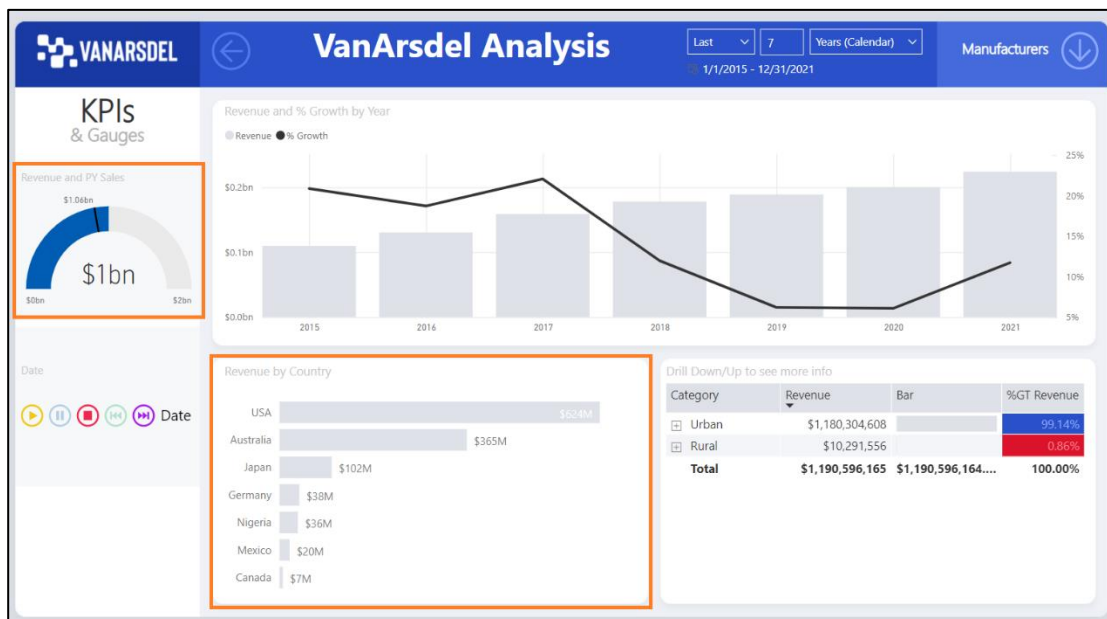 VANARSDEL
VanArsdel Analysis
Last 7 Years (Calendar)
1/1/2015 - 12/31/2021
Manufacturers
KPIs
& Gauges
Revenue and PY Sales
$1.06bn
$1bn
$0bn $2bn
Date
Date
Revenue and % Growth by Year
Revenue % Growth
25%
$0.2bn 20%
15%
$0.1bn
10%
$0.0bn 5%
2015 2016 2017 2018 2019 2020 2021
Revenue by Country
USA $624M
Australia $365M
Japan $102M
Germany $38M
Nigeria $36M
Mexico $20M
Canada $7M
Drill Down/Up to see more info
Category Revenue Bar %GT Revenue
Urban $1,180,304,608 99.14%
Rural $10,291,556 0.86%
Total $1,190,596,165 $1,190,596,164.... 100.00%